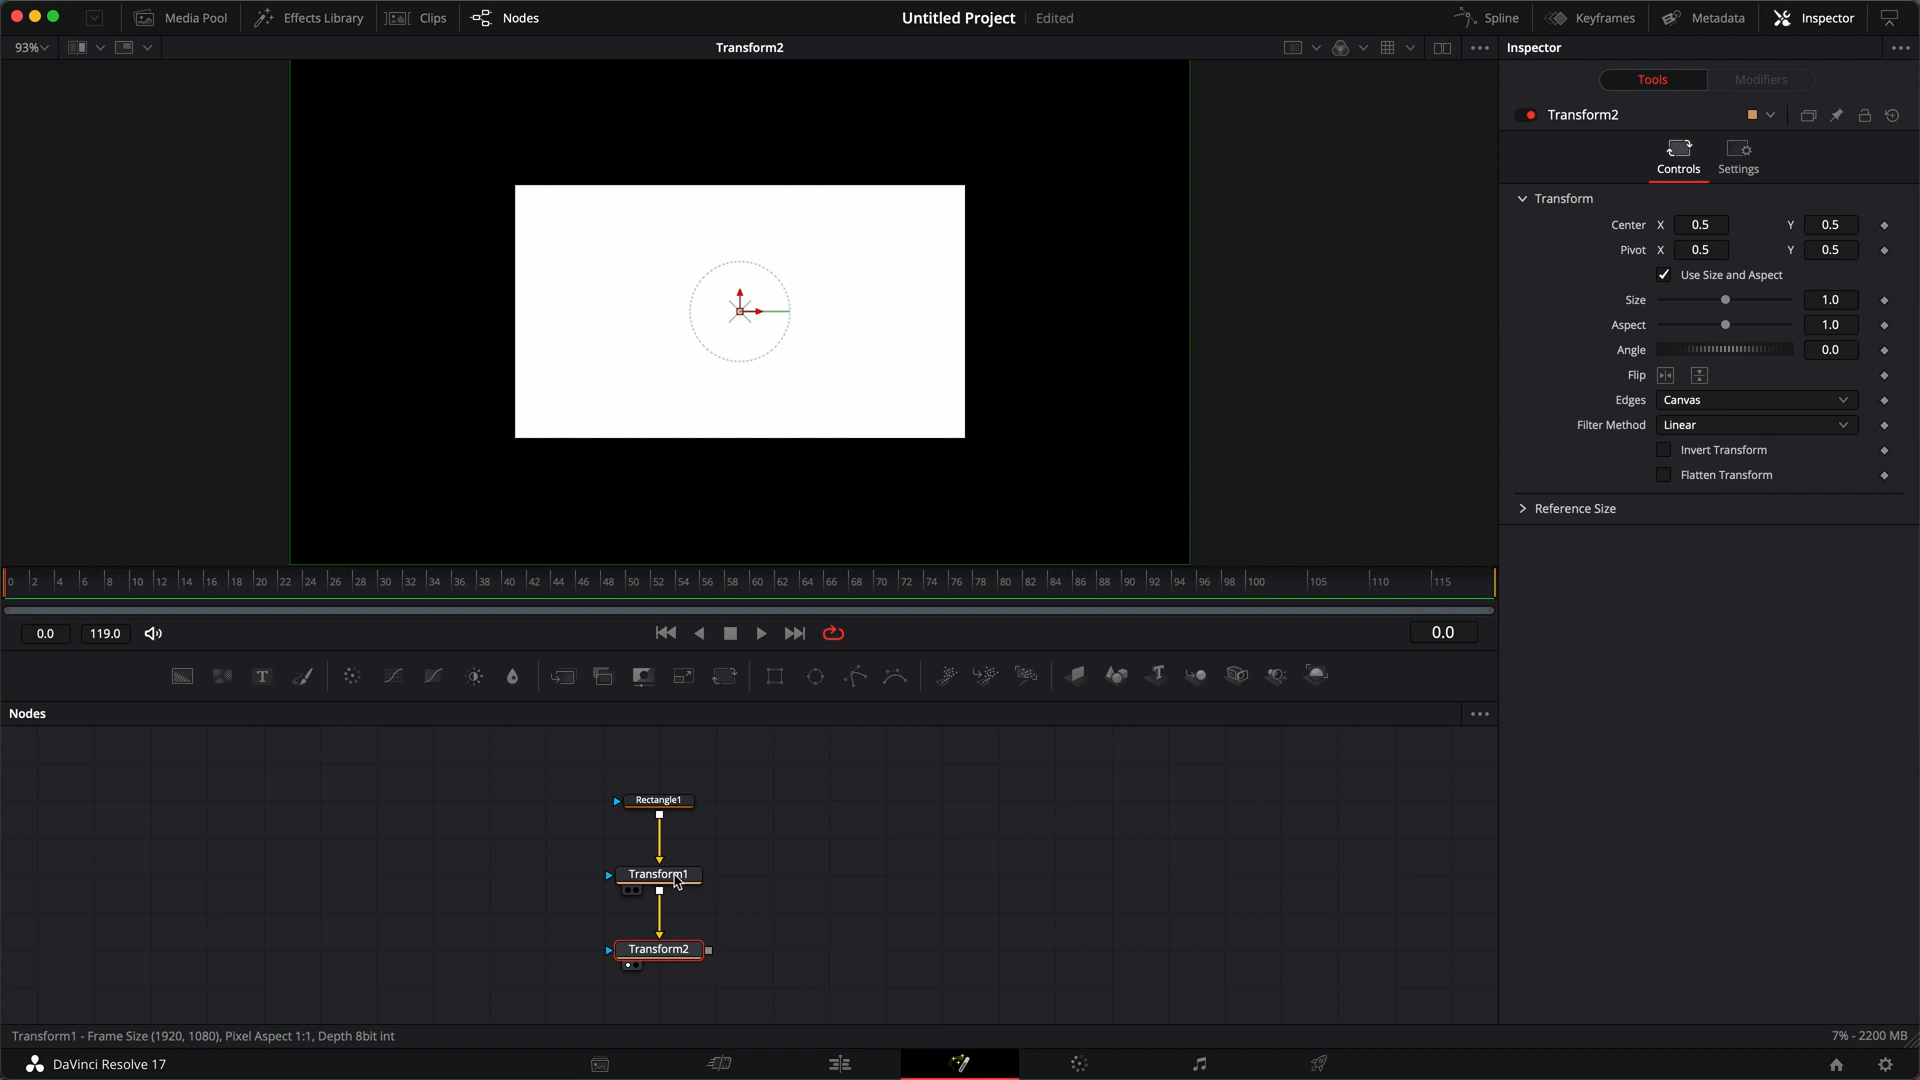 Media Pool
Effects Library
Clips
Nodes
Untitled Project
Edited
Spline
Keyframes
Metadata
Inspector
93%
Transform2
Inspector
Tools
Modifiers
Transform2
Controls
Settings
Transform
Center X 0.5 Y 0.5
Pivot X 0.5 Y 0.5
Use Size and Aspect
Size 1.0
Aspect 1.0
Angle 0.0
Flip
Edges Canvas
Filter Method Linear
Invert Transform
Flatten Transform
Reference Size
0 2 4 6 8 10 12 14 16 18 20 22 24 26 28 30 32 34 36 38 40 42 44 46 48 50 52 54 56 58 60 62 64 66 68 70 72 74 76 78 80 82 84 86 88 90 92 94 96 98 100 105 110 115
0.0 119.0 0.0
T
T
Nodes
Rectangle1
Transform1
Transform2
Transform1 - Frame Size (1920, 1080), Pixel Aspect 1:1, Depth 8bit int
7% - 2200 MB
DaVinci Resolve 17